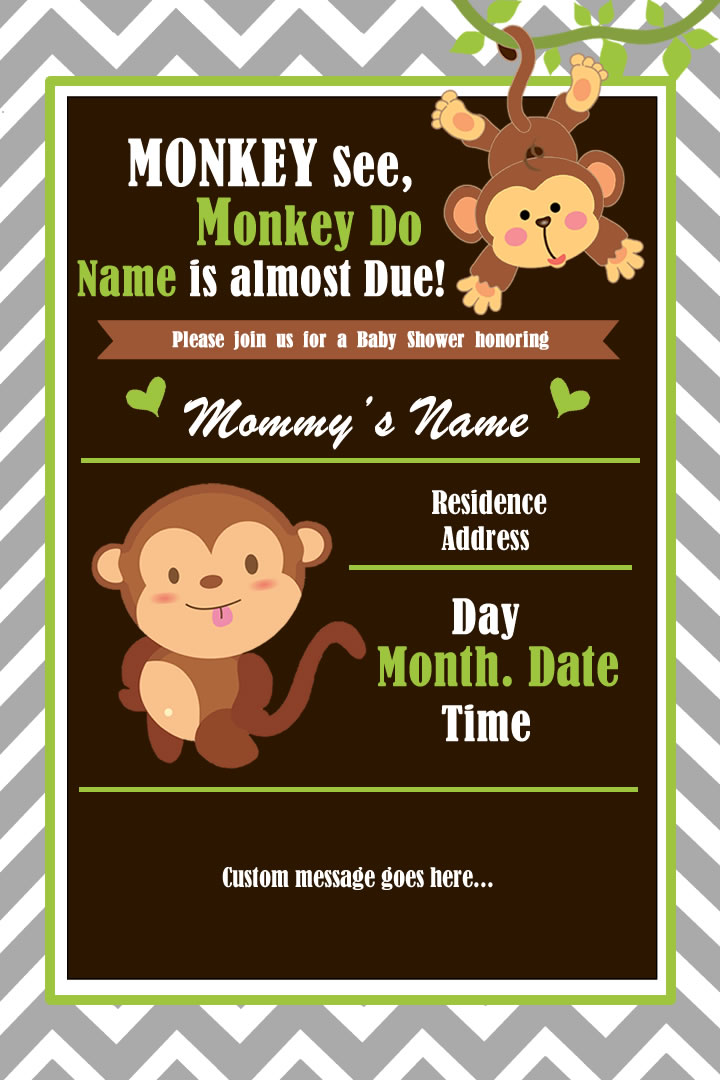 MONKEY See,
Monkey Do
Name is almost Due!
Please join us for a Baby Shower honoring
Mommy's Name
Residence
Address
Day
Month. Date
Time
Custom message goes here...